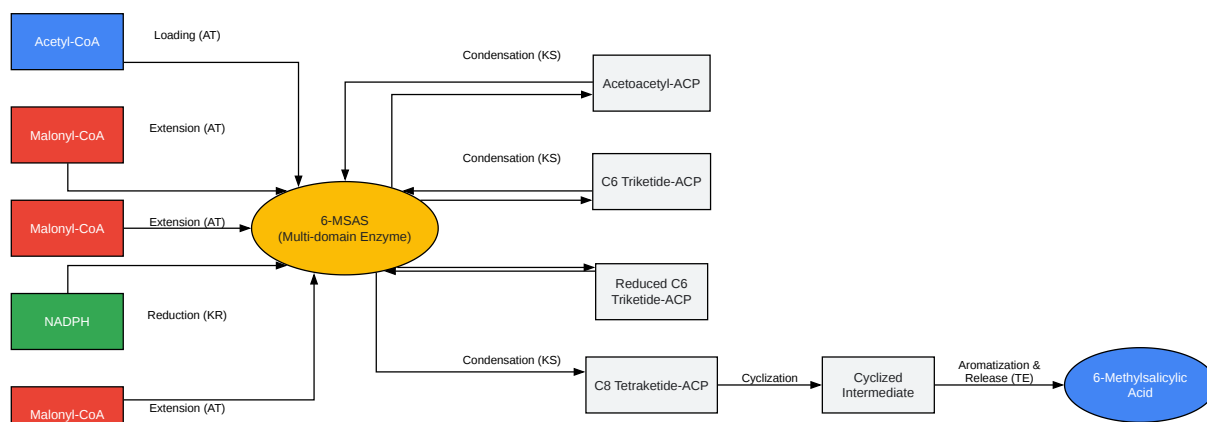 Acetyl-CoA
Loading (AT)
Condensation (KS)
Acetoacetyl-ACP
Malonyl-CoA
Extension (AT)
Condensation (KS)
C6 Triketide-ACP
Malonyl-CoA
Extension (AT)
6-MSAS
(Multi-domain Enzyme)
Reduced C6
Triketide-ACP
NADPH
Reduction (KR)
Condensation (KS)
C8 Tetraketide-ACP
Cyclization
Cyclized
Intermediate
Aromatization &
Release (TE)
6-Methylsalicylic
Acid
Malonyl-CoA
Extension (AT)